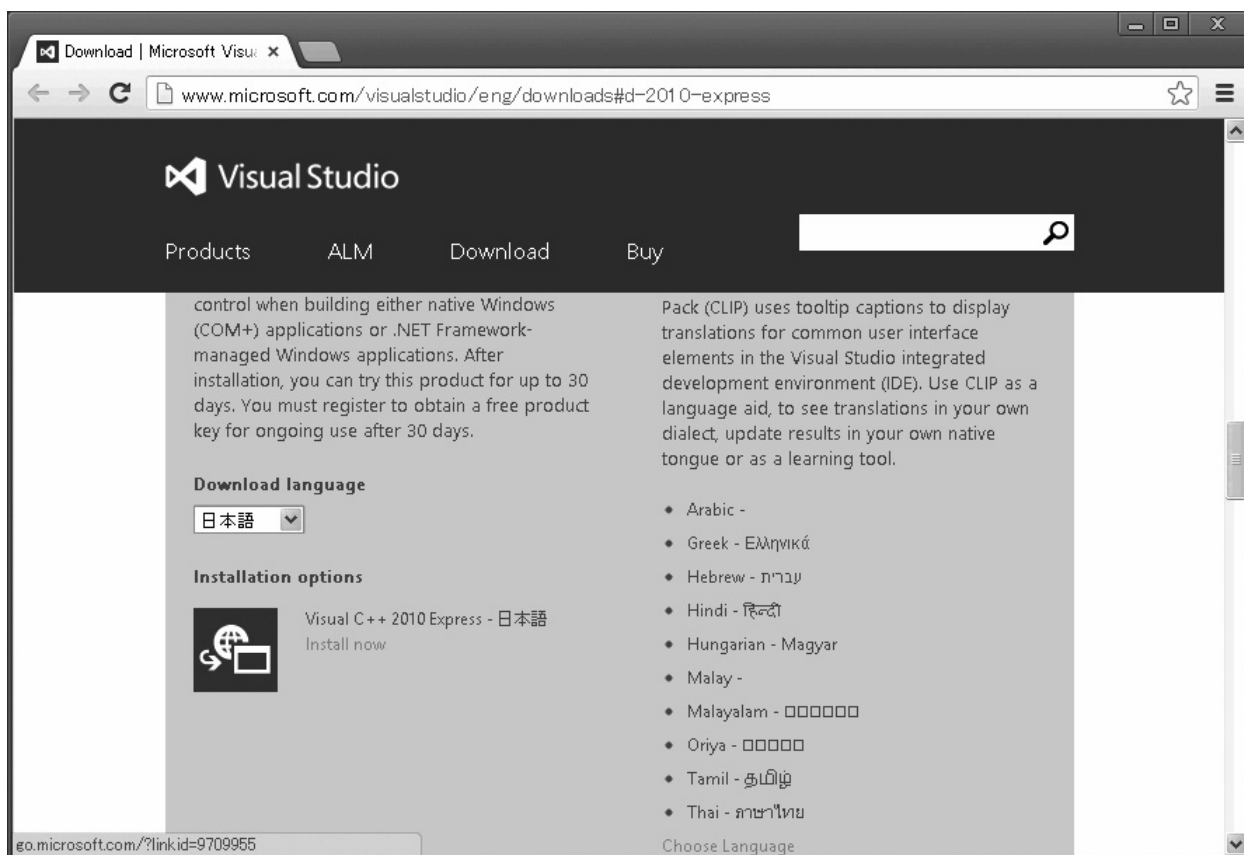 Download | Microsoft Visu
www.microsoft.com/visualstudio/eng/downloads#d-2010-express
Visual Studio
Products ALM Download Buy
control when building either native Windows
(COM+) applications or .NET Framework-
managed Windows applications. After
installation, you can try this product for up to 30
days. You must register to obtain a free product
key for ongoing use after 30 days.
Download language
日本語
Installation options
Visual C++ 2010 Express - 日本語
Install now
Pack (CLIP) uses tooltip captions to display
translations for common user interface
elements in the Visual Studio integrated
development environment (IDE). Use CLIP as a
language aid, to see translations in your own
dialect, update results in your own native
tongue or as a learning tool.
• Arabic -
• Greek - Ελληνικά
• Hebrew - עברית
• Hindi - हिन्दी
• Hungarian - Magyar
• Malay -
• Malayalam - □□□□□□
• Oriya - □□□□□
• Tamil - தமிழ்
• Thai - ภาษาไทย
Choose Language
go.microsoft.com/?linkid=9709955